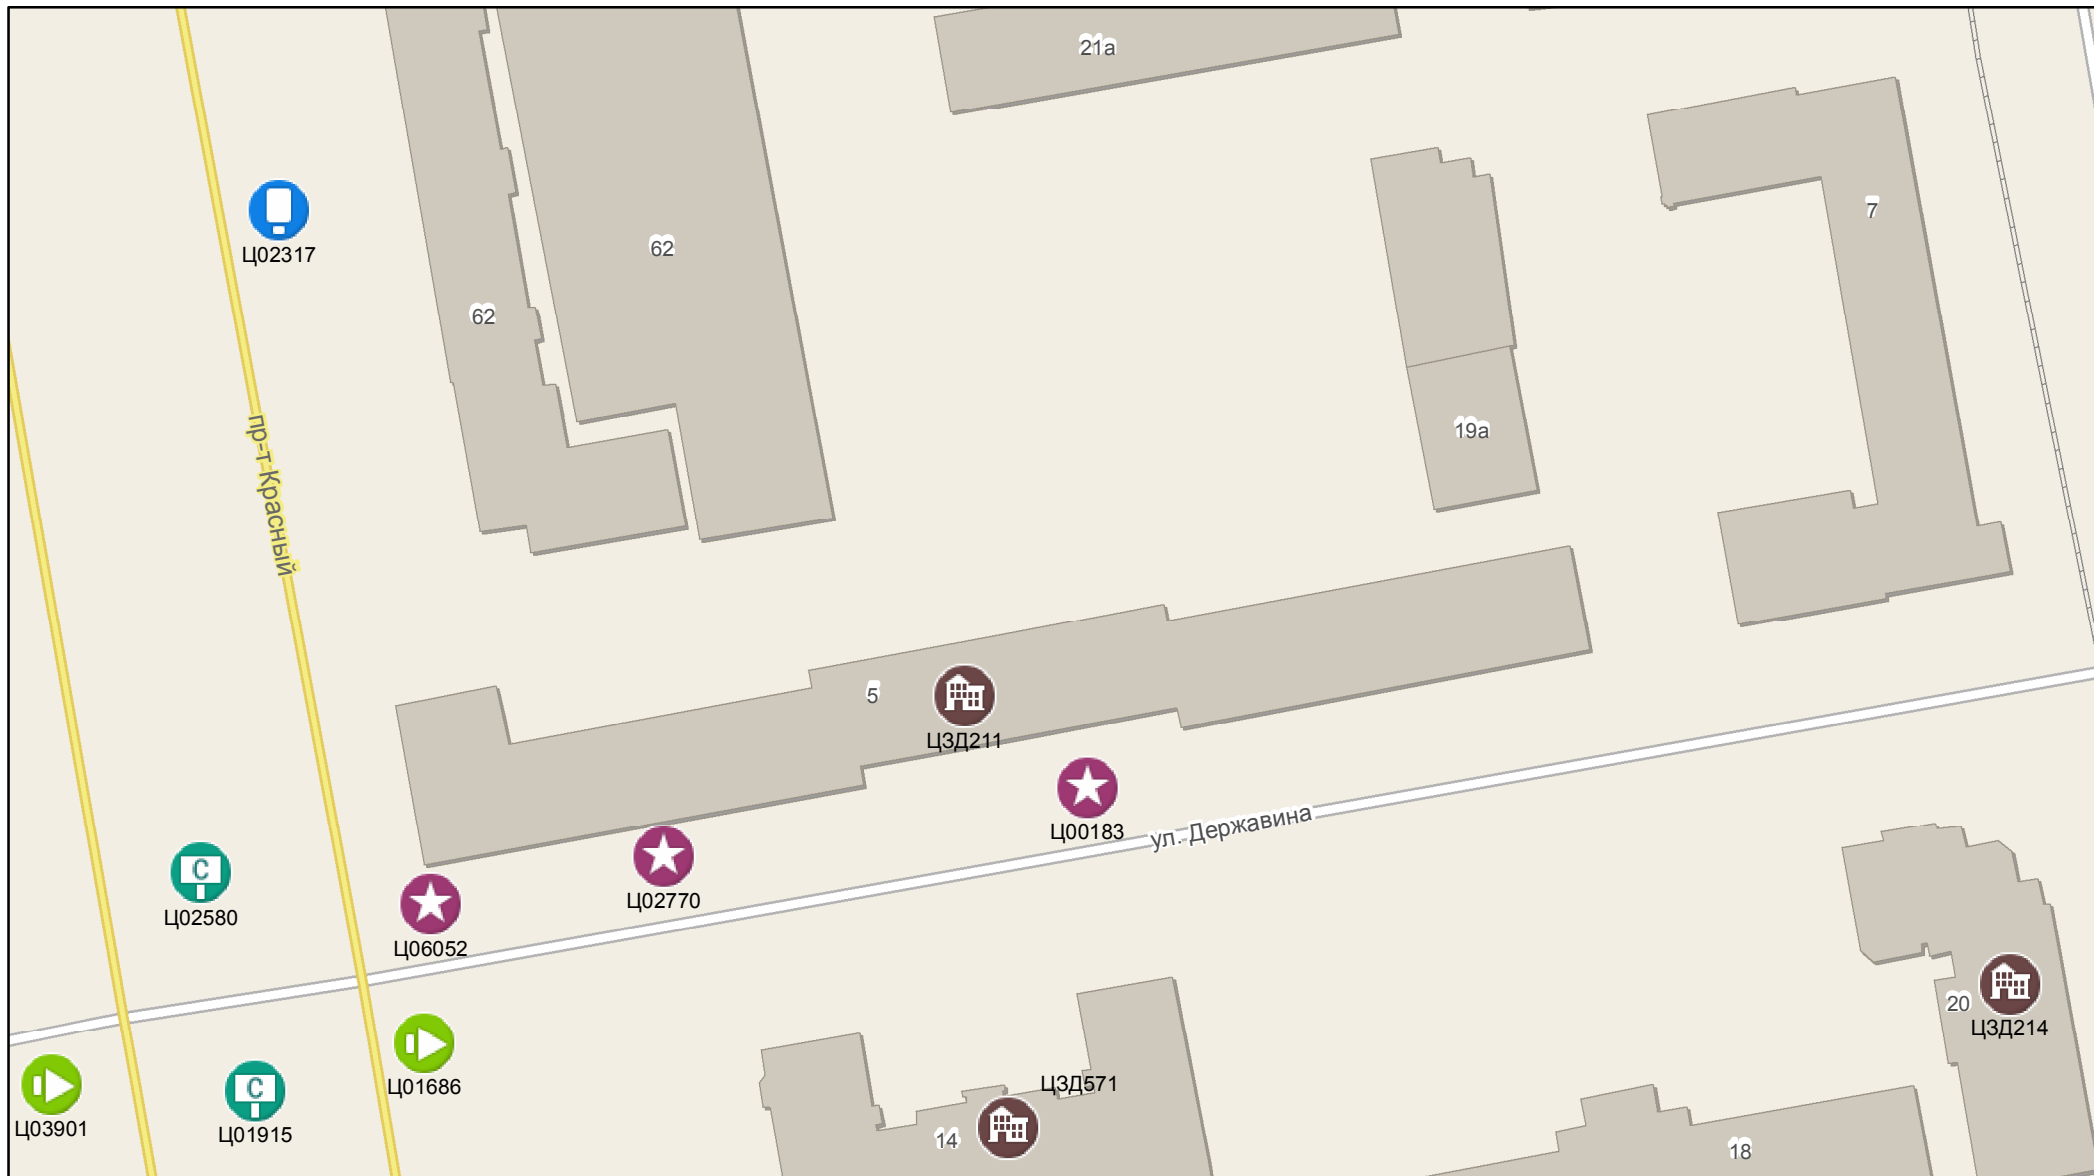 21а
7
Ц02317
62
62
19а
пр-т Красный
5
ЦЗД211
Ц00183
ул. Державина
Ц02770
Ц02580
Ц06052
20
ЦЗД214
Ц01686
ЦЗД571
Ц03901
Ц01915
14
18